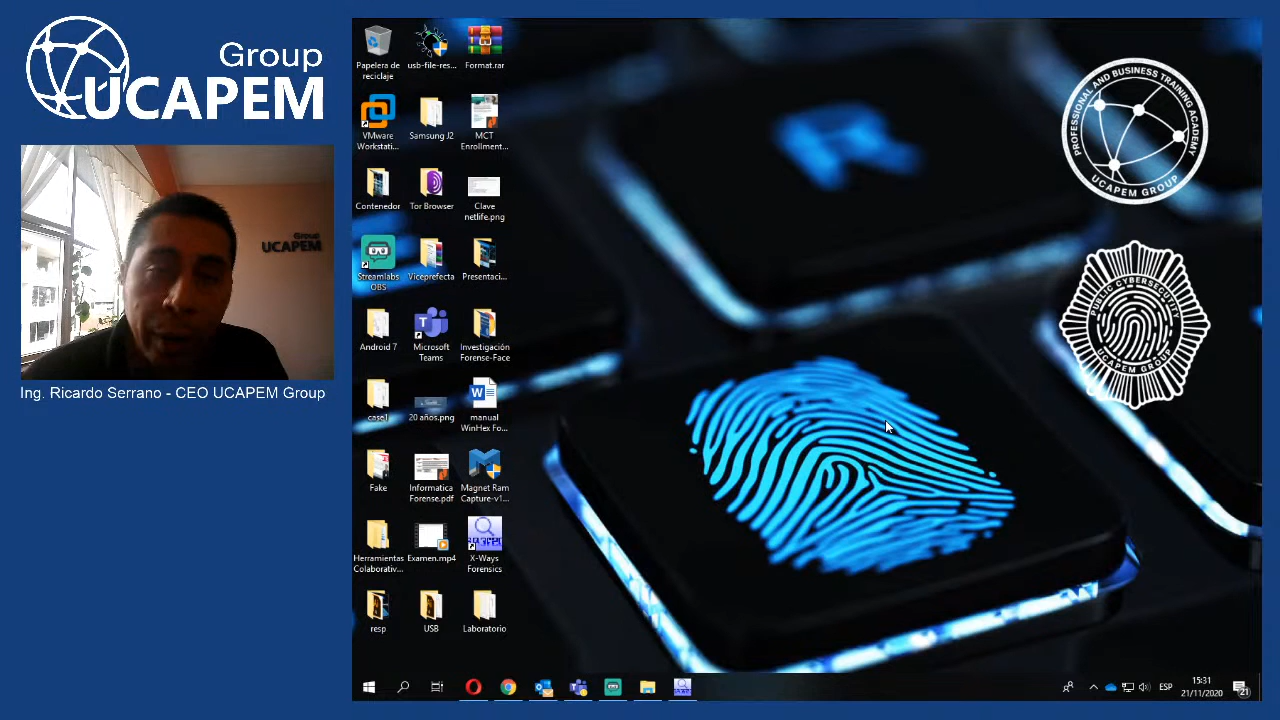 Group
UCAPEM
Group
UCAPEM
Ing. Ricardo Serrano - CEO UCAPEM Group
Papelera de
reciclaje
usb-file-res...
Format.rar
VMware
Workstati...
Samsung J2
MCT
Enrollment...
Contenedor
Tor Browser
Clave
netlife.png
Streamlabs
OBS
Viceprefecta
Presentaci...
Android 7
Microsoft
Teams
Investigación
Forense-Face
case1
20 años.png
manual
WinHex Fo...
Fake
Informatica
Forense.pdf
Magnet Ram
Capture-v1...
Herramientas
Colaborativ...
Examen.mp4
X-Ways
Forensics
resp
USB
Laboratorio
R
PROFESSIONAL AND BUSINESS TRAINING ACADEMY
UCAPEM GROUP
PUBLIC CYBERSECUTITY
UCAPEM GROUP
ESP
15:31
21/11/2020
21